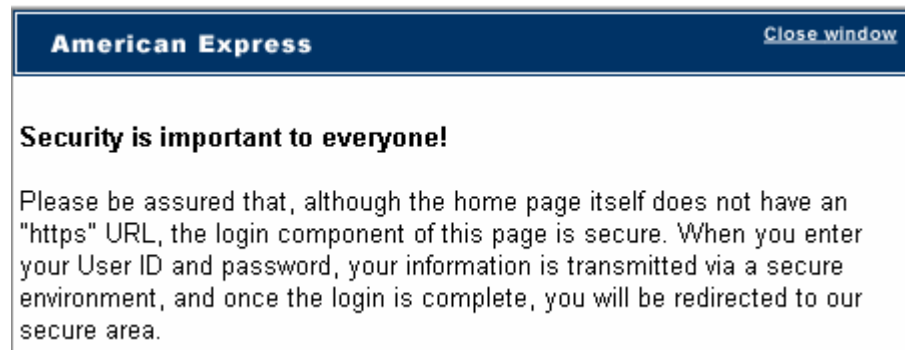 American Express
Close window
Security is important to everyone!
Please be assured that, although the home page itself does not have an
"https" URL, the login component of this page is secure. When you enter
your User ID and password, your information is transmitted via a secure
environment, and once the login is complete, you will be redirected to our
secure area.